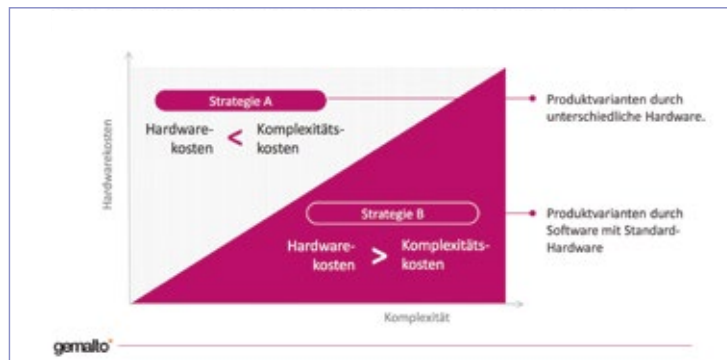 Strategie A
Hardware-
kosten
<
Komplexitäts-
kosten
Produktvarianten durch
unterschiedliche Hardware.
Hardwarekosten
Strategie B
Hardware-
kosten
>
Komplexitäts-
kosten
Produktvarianten durch
Software mit Standard-
Hardware
Komplexität
gemalto